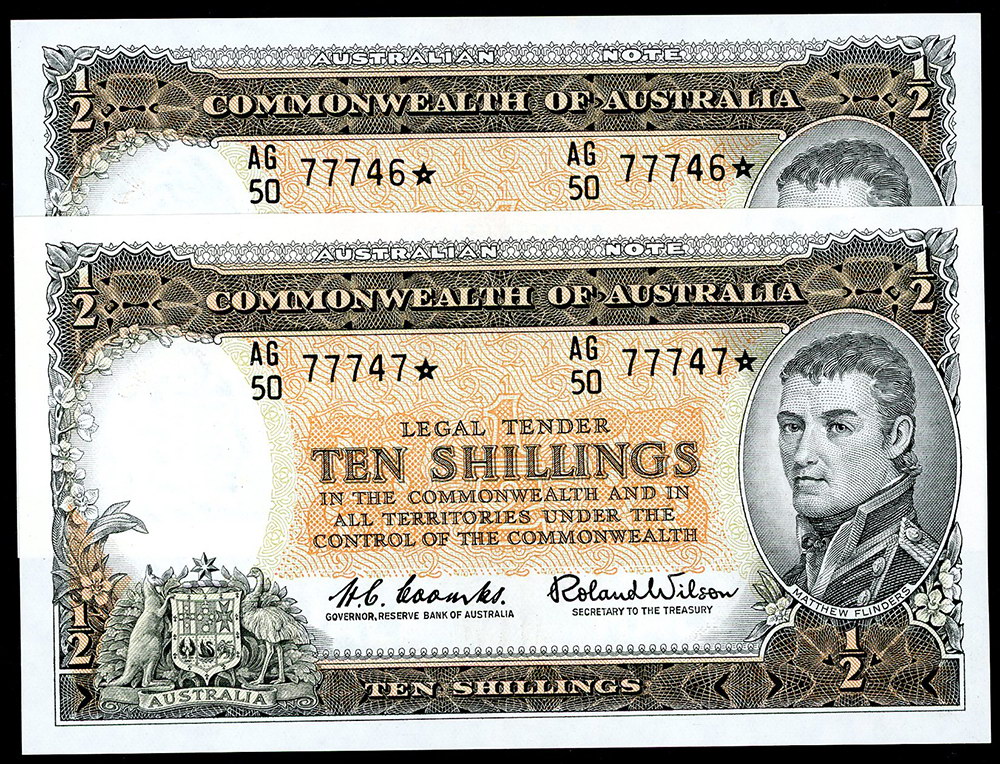 AUSTRALIAN NOTE
1/2 COMMONWEALTH OF AUSTRALIA 1/2
AG 50 77746☆ AG 50 77746☆
AUSTRALIAN NOTE
1/2 COMMONWEALTH OF AUSTRALIA 1/2
AG 50 77747☆ AG 50 77747☆
LEGAL TENDER
TEN SHILLINGS
IN THE COMMONWEALTH AND IN
ALL TERRITORIES UNDER THE
CONTROL OF THE COMMONWEALTH
H.C. Coombs. Roland Wilson
GOVERNOR, RESERVE BANK OF AUSTRALIA SECRETARY TO THE TREASURY
MATTHEW FLINDERS
1/2 1/2
AUSTRALIA TEN SHILLINGS